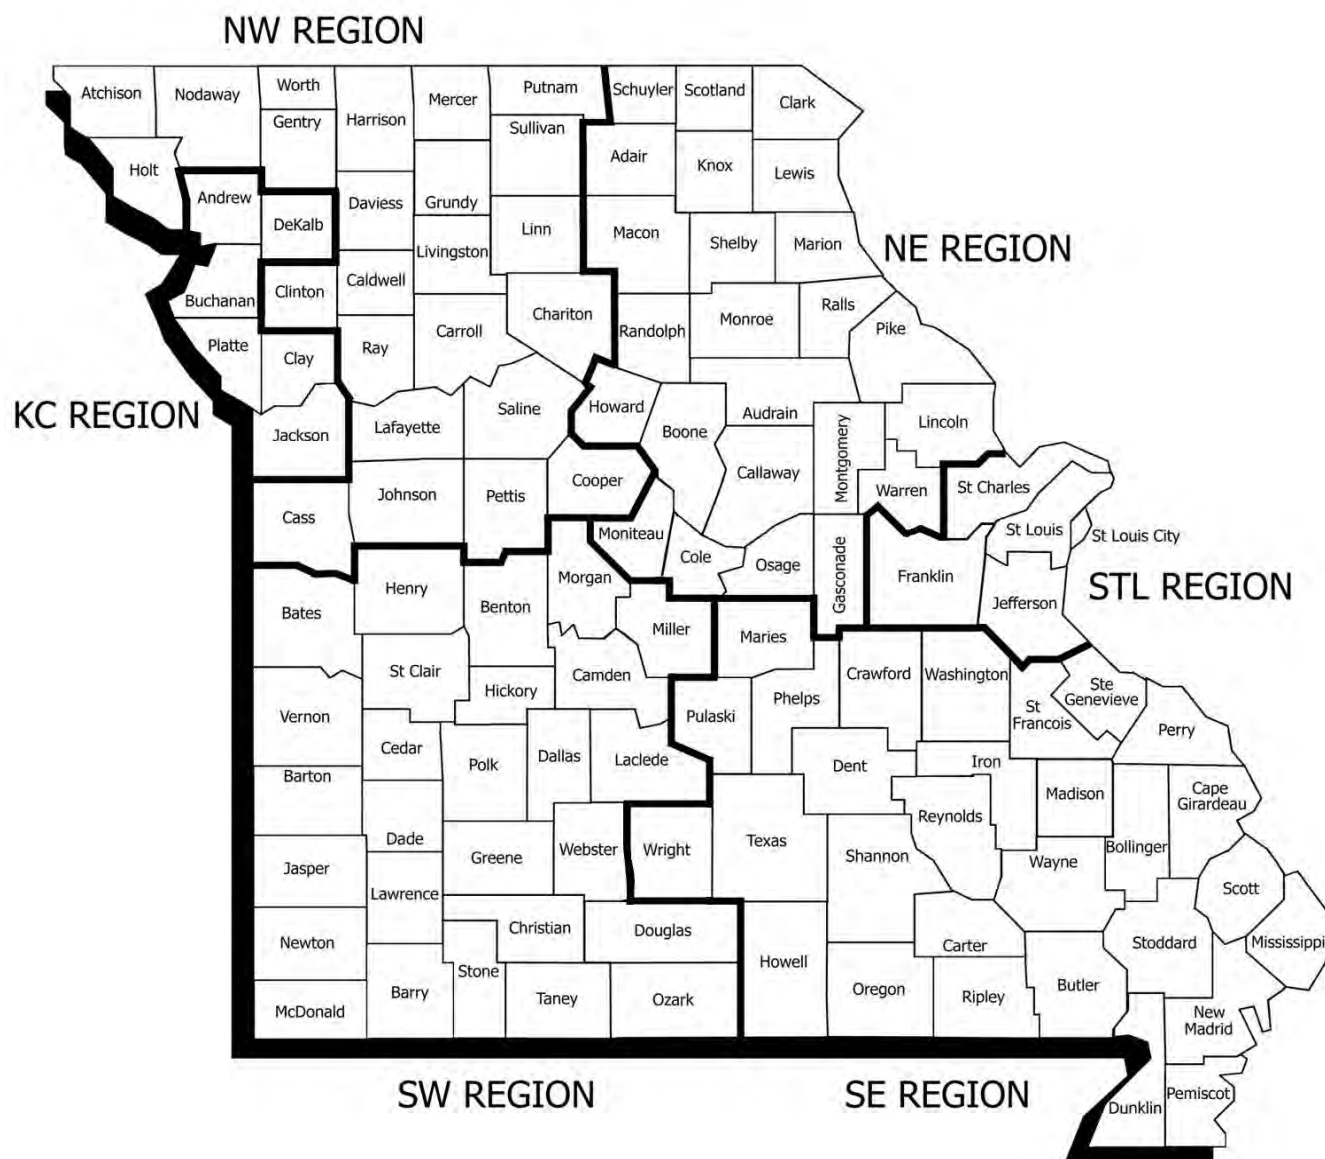 NW REGION
Atchison
Nodaway
Worth
Gentry
Harrison
Mercer
Putnam
Sullivan
Schuyler
Scotland
Clark
Holt
Andrew
DeKalb
Daviess
Grundy
Livingston
Linn
Adair
Knox
Lewis
Macon
Shelby
Marion
NE REGION
Buchanan
Clinton
Caldwell
Chariton
Randolph
Monroe
Ralls
Pike
Platte
Clay
Ray
Carroll
KC REGION
Jackson
Lafayette
Saline
Howard
Boone
Audrain
Callaway
Montgomery
Lincoln
Warren
St Charles
Cass
Johnson
Pettis
Cooper
Moniteau
Cole
Osage
Gasconade
Franklin
St Louis
St Louis City
Jefferson
STL REGION
Bates
Henry
Benton
Morgan
Miller
Maries
St Clair
Hickory
Camden
Pulaski
Phelps
Crawford
Washington
St
Francois
Ste
Genevieve
Perry
Vernon
Cedar
Polk
Dallas
Laclede
Dent
Iron
Madison
Cape
Girardeau
Barton
Dade
Greene
Webster
Wright
Texas
Shannon
Reynolds
Wayne
Bollinger
Scott
Jasper
Lawrence
Christian
Douglas
Howell
Carter
Stoddard
Mississippi
Newton
McDonald
Barry
Stone
Taney
Ozark
Oregon
Ripley
Butler
New
Madrid
Dunklin
Pemiscot
SW REGION
SE REGION